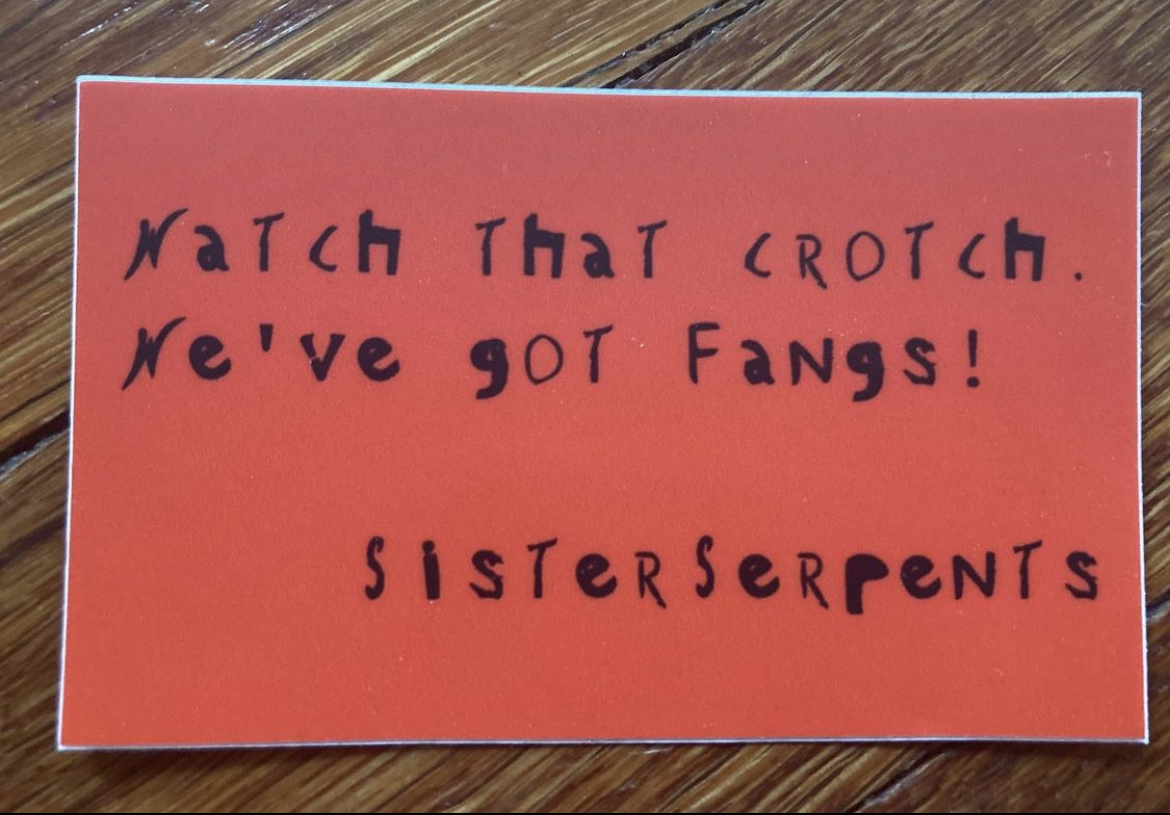 Watch That CROTCh.
We've gOT FaNgs!
SisTeRSeRpeNTs